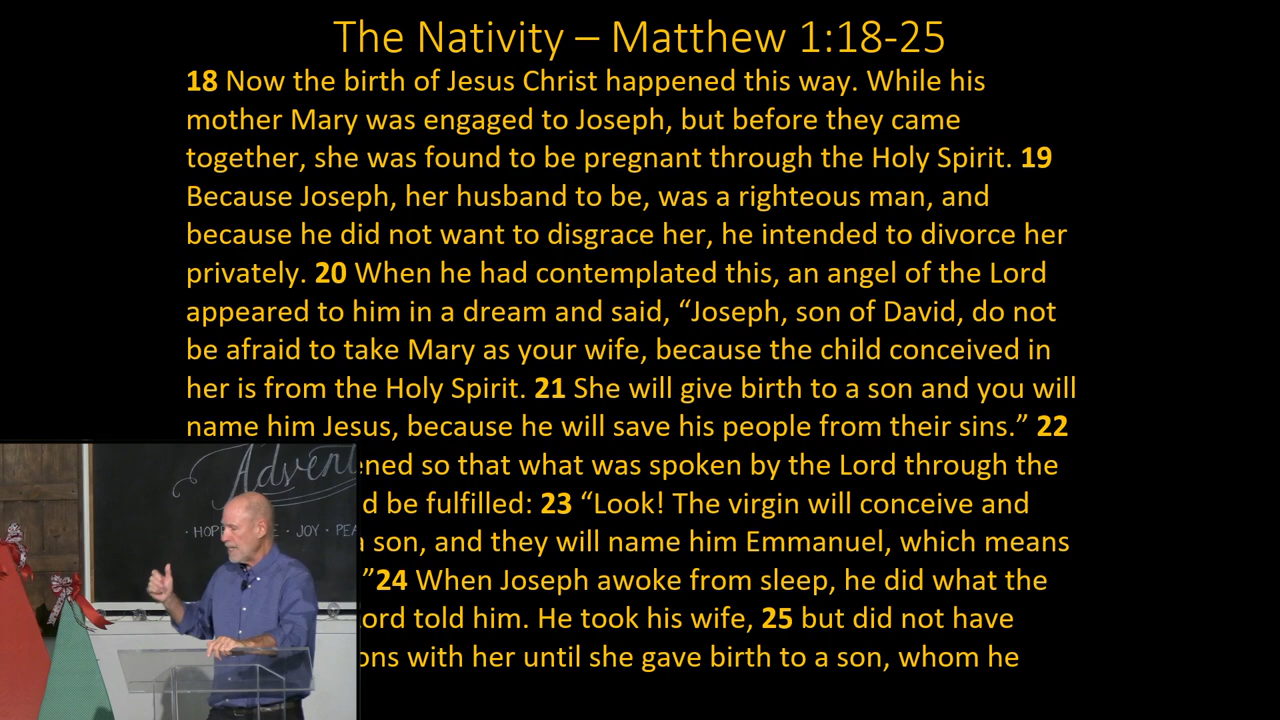 The Nativity – Matthew 1:18-25
18 Now the birth of Jesus Christ happened this way. While his
mother Mary was engaged to Joseph, but before they came
together, she was found to be pregnant through the Holy Spirit. 19
Because Joseph, her husband to be, was a righteous man, and
because he did not want to disgrace her, he intended to divorce her
privately. 20 When he had contemplated this, an angel of the Lord
appeared to him in a dream and said, “Joseph, son of David, do not
be afraid to take Mary as your wife, because the child conceived in
her is from the Holy Spirit. 21 She will give birth to a son and you will
name him Jesus, because he will save his people from their sins.” 22
so that what was spoken by the Lord through the
be fulfilled: 23 “Look! The virgin will conceive and
son, and they will name him Emmanuel, which means
”24 When Joseph awoke from sleep, he did what the
told him. He took his wife, 25 but did not have
with her until she gave birth to a son, whom he
· JOY ·